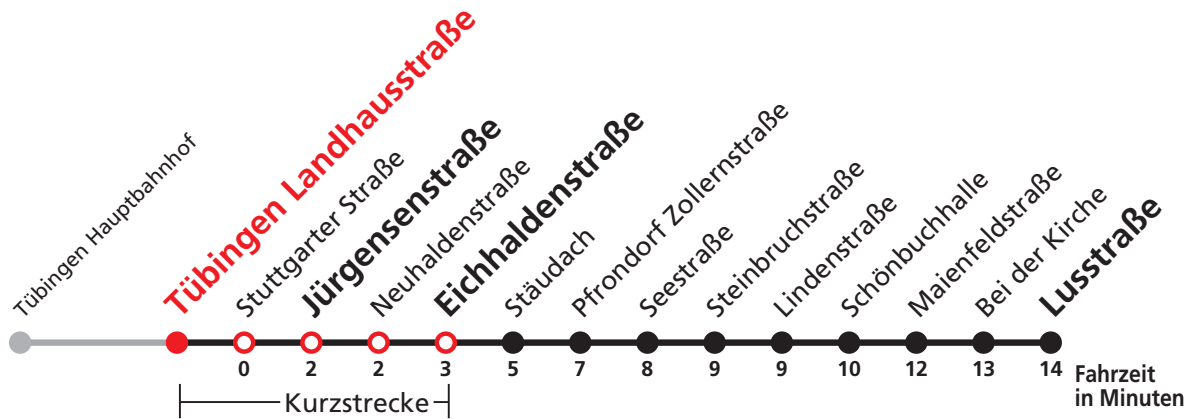 Tübingen Hauptbahnhof
Tübingen Landhausstraße
Stuttgarter Straße
Jürgensenstraße
Neuhaldenstraße
Eichhaldenstraße
Stäudach
Pfrondorf Zollernstraße
Seestraße
Steinbruchstraße
Lindenstraße
Schönbuchhalle
Maienfeldstraße
Bei der Kirche
Lusstraße
0 2 2 3 5 7 8 9 9 10 12 13 14
Fahrzeit
in Minuten
Kurzstrecke